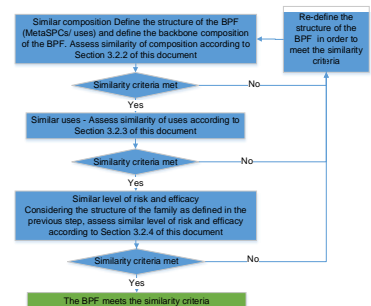 Similar composition Define the structure of the BPF
(MetaSPCs/ uses) and define the backbone composition
of the BPF. Assess similarity of composition according to
Section 3.2.2 of this document
Re-define the
structure of the
BPF in order to
meet the similarity
criteria
Similarity criteria met
No
Yes
Similar uses - Assess similarity of uses according to
Section 3.2.3 of this document
Similarity criteria met
No
Yes
Similar level of risk and efficacy
Considering the structure of the family as defined in the
previous step, assess similar level of risk and efficacy
according to Section 3.2.4 of this document
Similarity criteria met
No
Yes
The BPF meets the similarity criteria